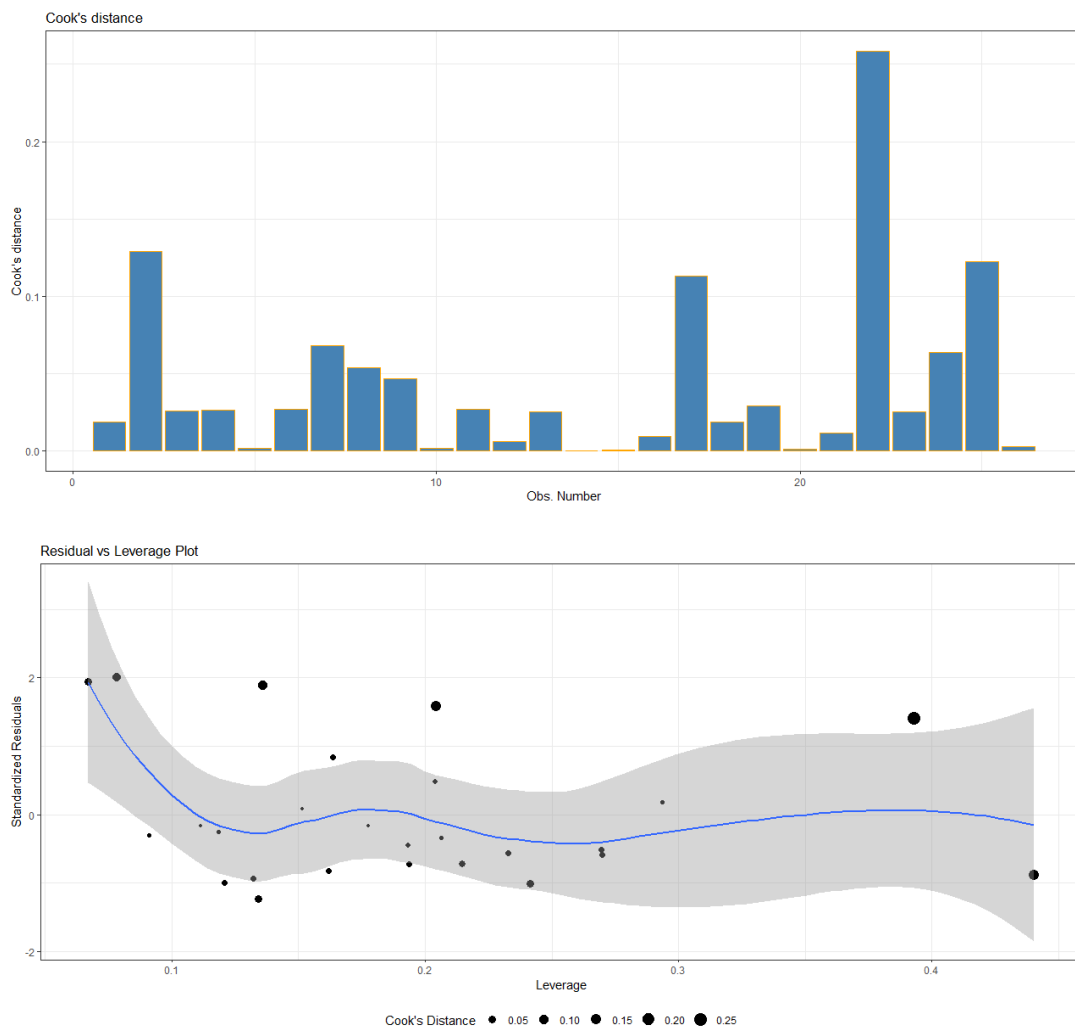 Cook's distance
Cook's distance
0.2
0.1
0.0
0 10 20
Obs. Number
Residual vs Leverage Plot
Standardized Residuals
2
0
-2
0.1 0.2 0.3 0.4
Leverage
Cook's Distance 0.05 0.10 0.15 0.20 0.25